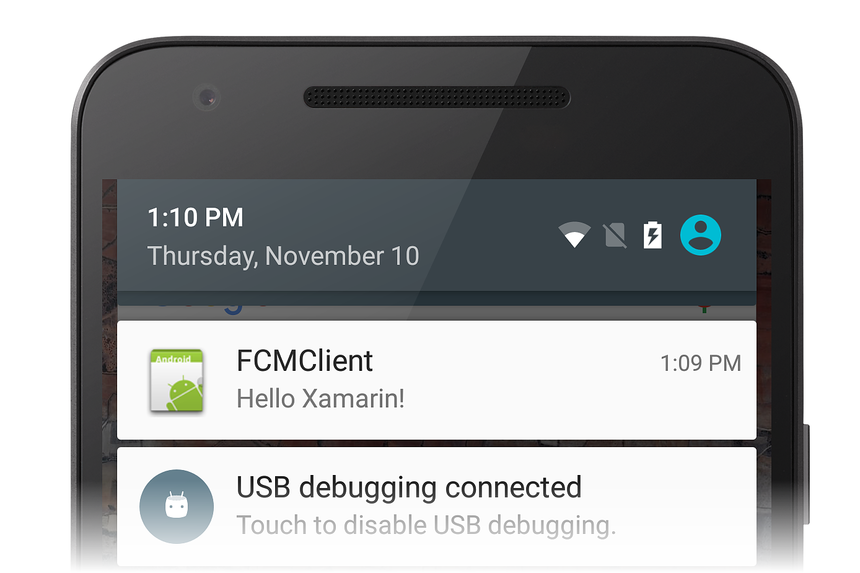 1:10 PM
Thursday, November 10
Android
FCMClient
1:09 PM
Hello Xamarin!
USB debugging connected
Touch to disable USB debugging.